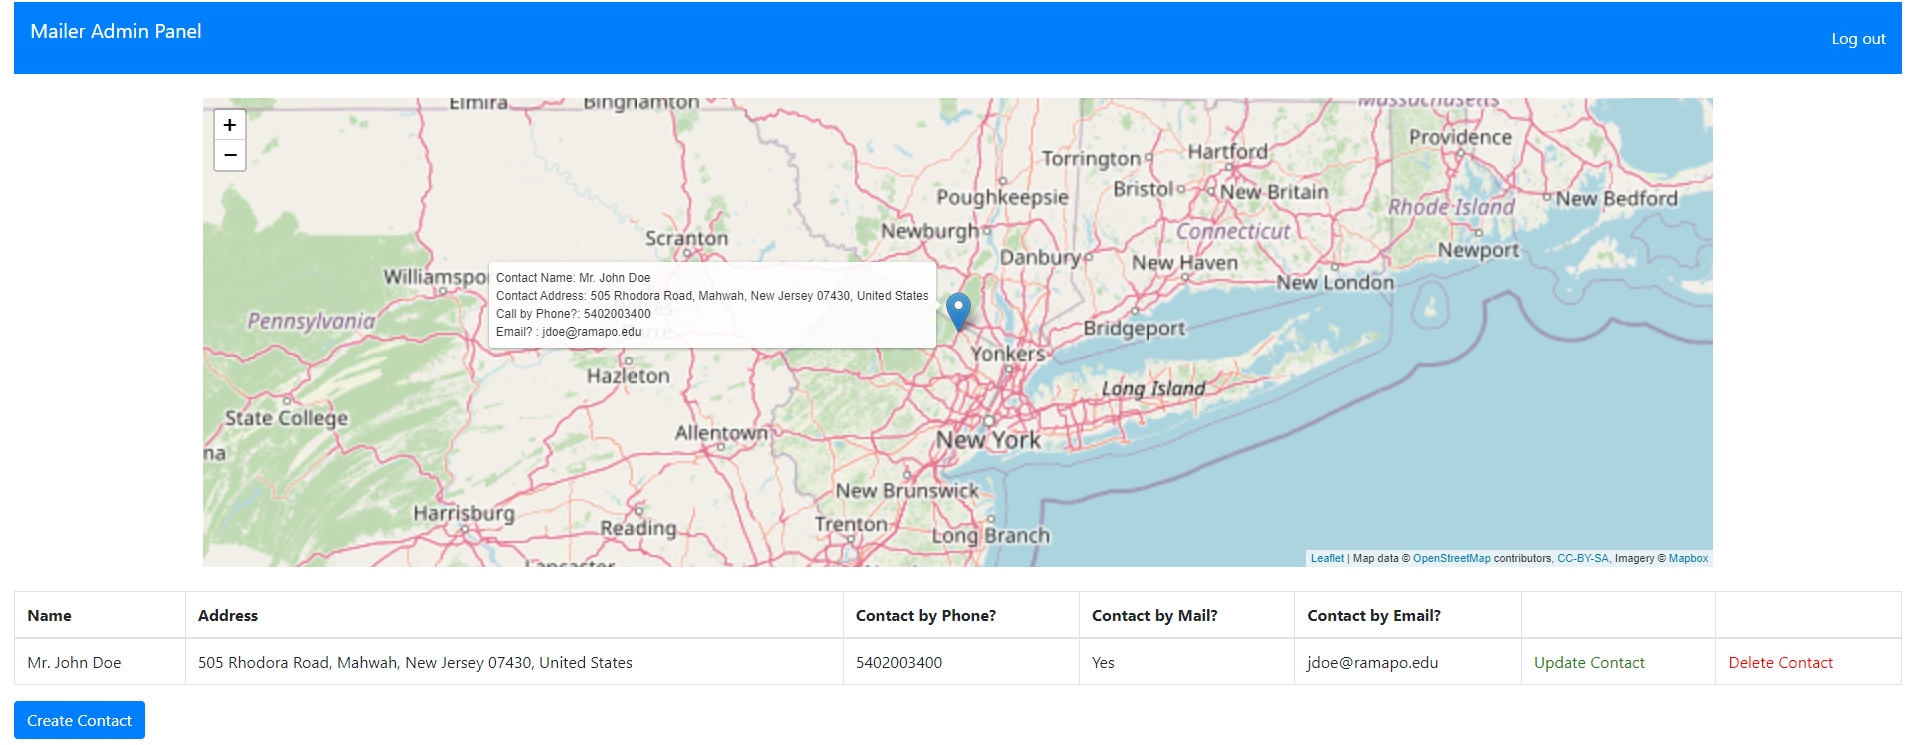 Mailer Admin Panel
Log out
+
−
Elmira
Binghamton
Massachusetts
Providence
Torrington
Hartford
Bristol
New Britain
Poughkeepsie
Rhode Island
New Bedford
Connecticut
Newburgh
Scranton
Newport
Danbury
New Haven
Williamspo
New London
Contact Name: Mr. John Doe
Contact Address: 505 Rhodora Road, Mahwah, New Jersey 07430, United States
Call by Phone?: 5402003400
Email? : jdoe@ramapo.edu
Pennsylvania
Bridgeport
Yonkers
Hazleton
Long Island
State College
Allentown
New York
na
New Brunswick
Harrisburg
Reading
Trenton
Long Branch
Lancaster
Leaflet | Map data © OpenStreetMap contributors, CC-BY-SA, Imagery © Mapbox
Name Address Contact by Phone? Contact by Mail? Contact by Email?
Mr. John Doe 505 Rhodora Road, Mahwah, New Jersey 07430, United States 5402003400 Yes jdoe@ramapo.edu Update Contact Delete Contact
Create Contact